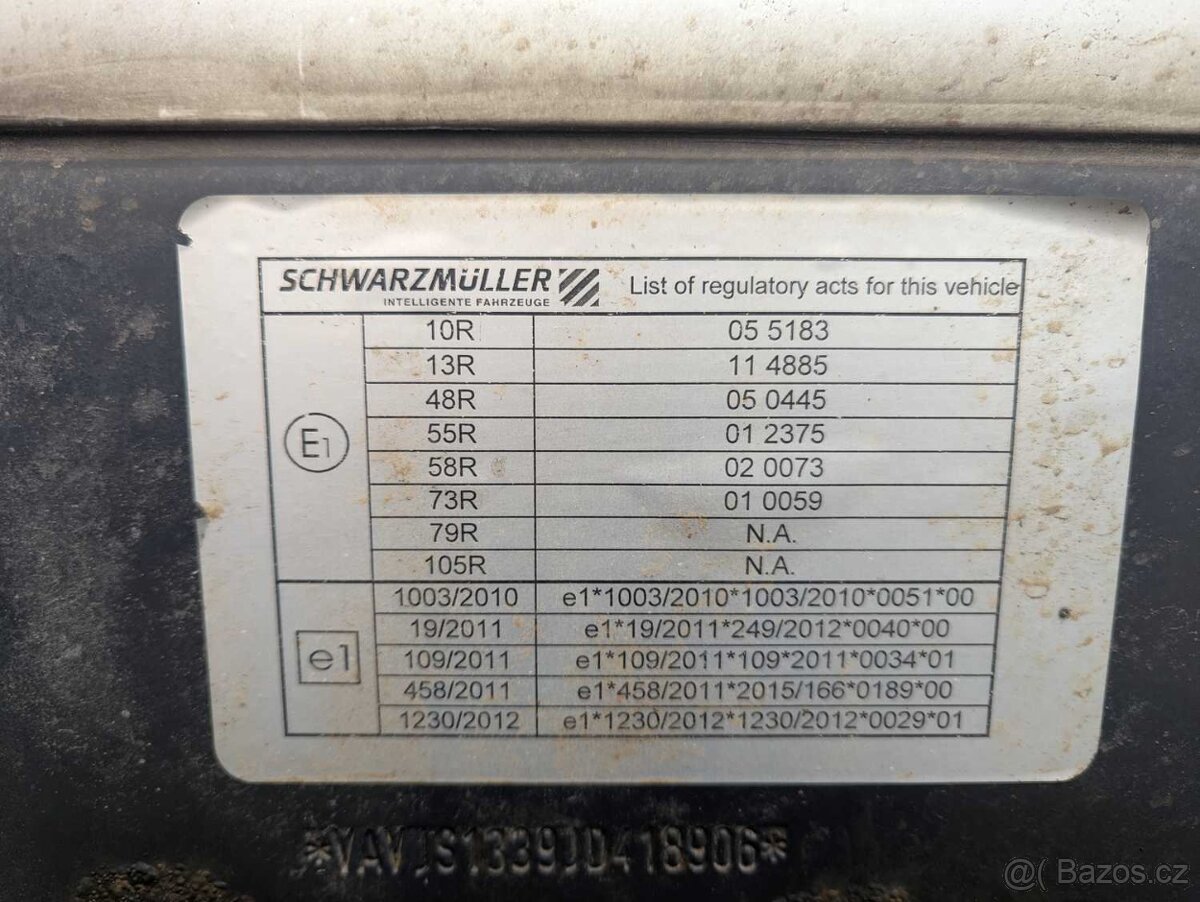 SCHWARZMÜLLER List of regulatory acts for this vehicle
INTELLIGENTE FAHRZEUGE
E1
10R 05 5183
13R 11 4885
48R 05 0445
55R 01 2375
58R 02 0073
73R 01 0059
79R N.A.
105R N.A.
e1
1003/2010 e1*1003/2010*1003/2010*0051*00
19/2011 e1*19/2011*249/2012*0040*00
109/2011 e1*109/2011*109*2011*0034*01
458/2011 e1*458/2011*2015/166*0189*00
1230/2012 e1*1230/2012*1230/2012*0029*01
*VAVJS1339JD418906*
@( Bazos.cz